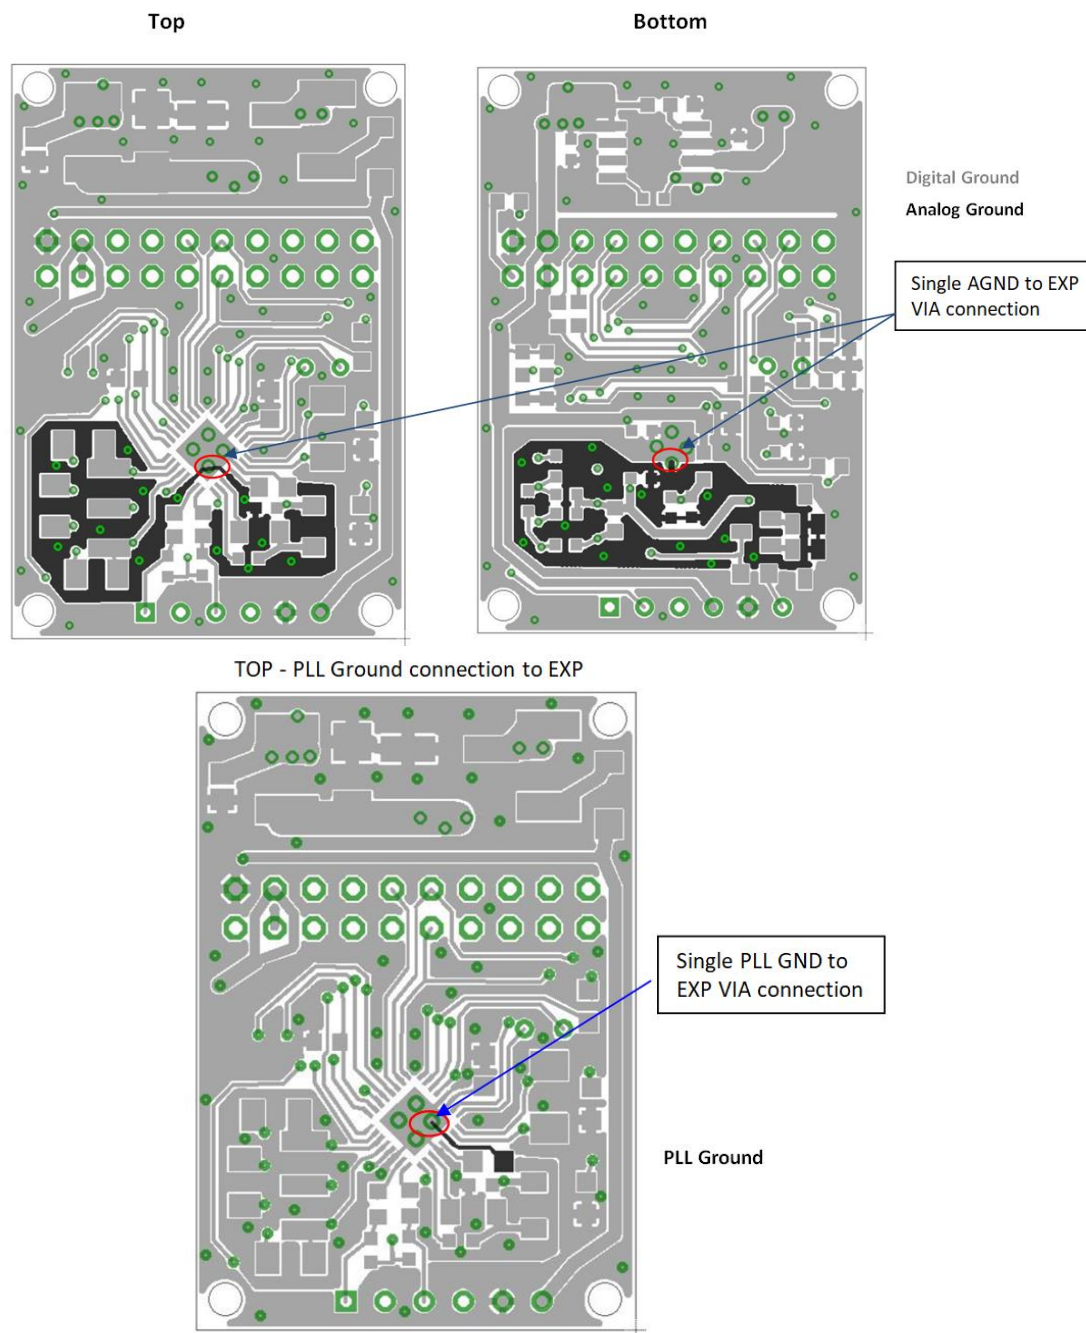 Top
Bottom
Digital Ground
Analog Ground
Single AGND to EXP
VIA connection
TOP - PLL Ground connection to EXP
Single PLL GND to
EXP VIA connection
PLL Ground